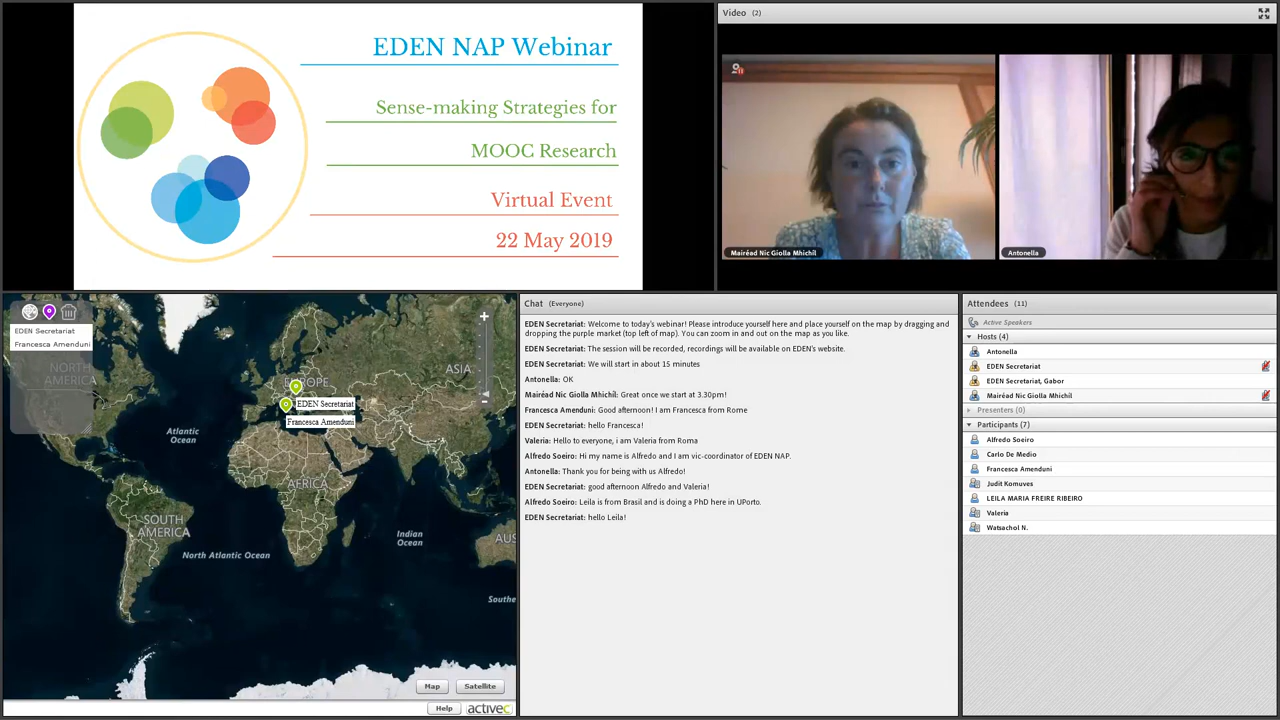 EDEN NAP Webinar
Sense-making Strategies for
MOOC Research
Virtual Event
22 May 2019
Video (2)
Mairéad Nic Giolla Mhichíl
Antonella
EDEN Secretariat
Francesca Amenduni
NORTH
AMERICA
EUROPE
ASIA
EDEN Secretariat
Francesca Amenduni
Atlantic
Ocean
AFRICA
SOUTH
AMERICA
Indian
Ocean
AUS
North Atlantic Ocean
Southe
Map
Satellite
Help
activec
Chat (Everyone)
EDEN Secretariat: Welcome to today's webinar! Please introduce yourself here and place yourself on the map by dragging and
dropping the purple market (top left of map). You can zoom in and out on the map as you like.
EDEN Secretariat: The session will be recorded, recordings will be available on EDEN's website.
EDEN Secretariat: We will start in about 15 minutes
Antonella: OK
Mairéad Nic Giolla Mhichíl: Great once we start at 3.30pm!
Francesca Amenduni: Good afternoon! I am Francesca from Rome
EDEN Secretariat: hello Francesca!
Valeria: Hello to everyone, i am Valeria from Roma
Alfredo Soeiro: Hi my name is Alfredo and I am vic-coordinator of EDEN NAP.
Antonella: Thank you for being with us Alfredo!
EDEN Secretariat: good afternoon Alfredo and Valeria!
Alfredo Soeiro: Leila is from Brasil and is doing a PhD here in UPorto.
EDEN Secretariat: hello Leila!
Attendees (11)
Active Speakers
Hosts (4)
Antonella
EDEN Secretariat
EDEN Secretariat, Gabor
Mairéad Nic Giolla Mhichíl
Presenters (0)
Participants (7)
Alfredo Soeiro
Carlo De Medio
Francesca Amenduni
Judit Komuves
LEILA MARIA FREIRE RIBEIRO
Valeria
Watsachol N.